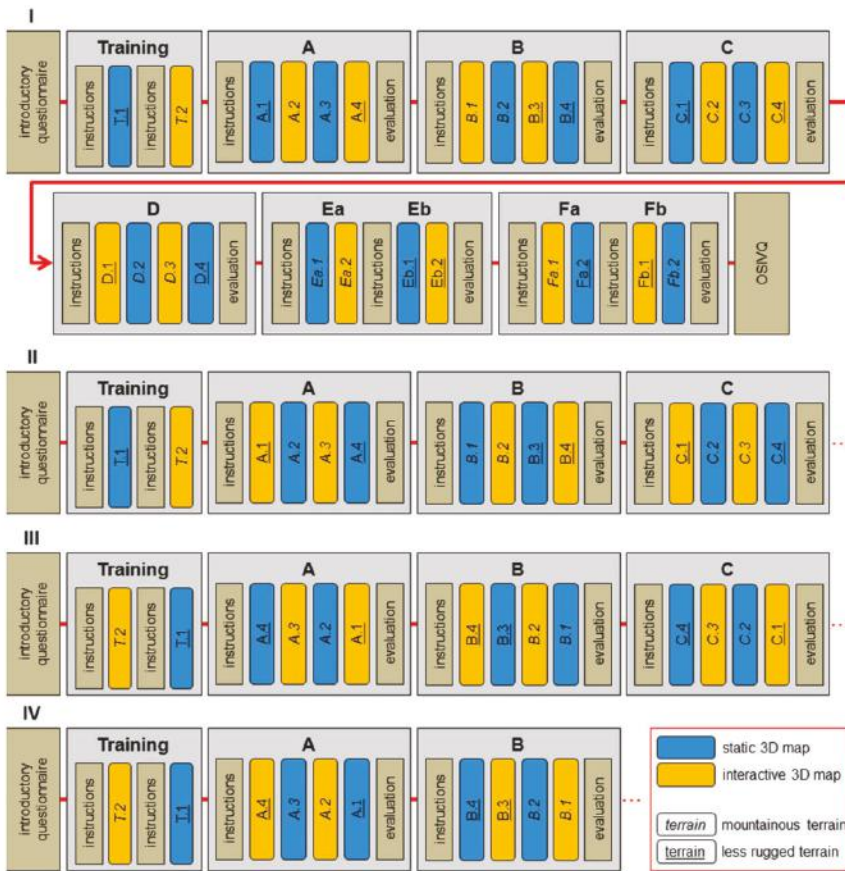 I
introductory questionnaire
Training
instructions
T.1
instructions
T.2
A
instructions
A.1
A.2
A.3
A.4
evaluation
B
instructions
B.1
B.2
B.3
B.4
evaluation
C
instructions
C.1
C.2
C.3
C.4
evaluation
D
instructions
D.1
D.2
D.3
D.4
evaluation
Ea
Eb
instructions
Ea.1
Ea.2
instructions
Eb.1
Eb.2
evaluation
Fa
Fb
instructions
Fa.1
Fa.2
instructions
Fb.1
Fb.2
evaluation
OSIVQ
II
introductory questionnaire
Training
instructions
T.1
instructions
T.2
A
instructions
A.1
A.2
A.3
A.4
evaluation
B
instructions
B.1
B.2
B.3
B.4
evaluation
C
instructions
C.1
C.2
C.3
C.4
evaluation
III
introductory questionnaire
Training
instructions
T.2
instructions
T.1
A
instructions
A.4
A.3
A.2
A.1
evaluation
B
instructions
B.4
B.3
B.2
B.1
evaluation
C
instructions
C.4
C.3
C.2
C.1
evaluation
IV
introductory questionnaire
Training
instructions
T.2
instructions
T.1
A
instructions
A.4
A.3
A.2
A.1
evaluation
B
instructions
B.4
B.3
B.2
B.1
evaluation
static 3D map
interactive 3D map
terrain mountainous terrain
terrain less rugged terrain